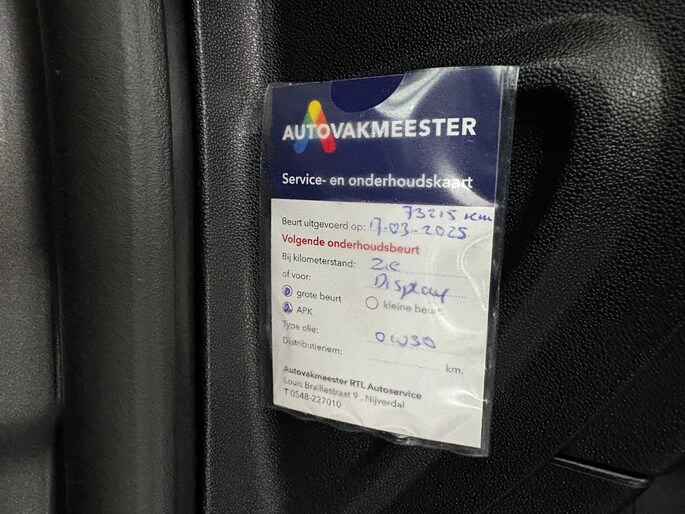 AUTOVAKMEESTER
Service- en onderhoudskaart
73215 km
Beurt uitgevoerd op: 17-03-2025
Volgende onderhoudsbeurt
Bij kilometerstand: Zie
of voor: Display
grote beurt kleine beurt
APK
Type olie: 0W30
Distributieriem: km.
Autovakmeester RTL Autoservice
Louis Braillestraat 9 , Nijverdal
T 0548-227010